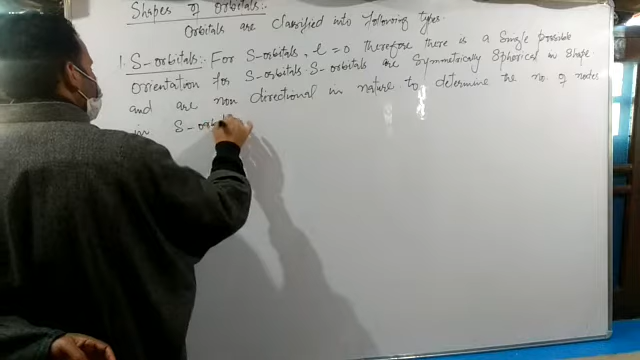 Shapes of Orbitals:-
Orbitals are classified into following types.
1. S-orbitals:- For S-orbitals, l = 0 therefore there is a Single possible
orientation for S-orbitals. S-orbitals are Symmetrically Spherical in Shape
and are non directional in nature. to determine the no. of nodes
in S-orbit